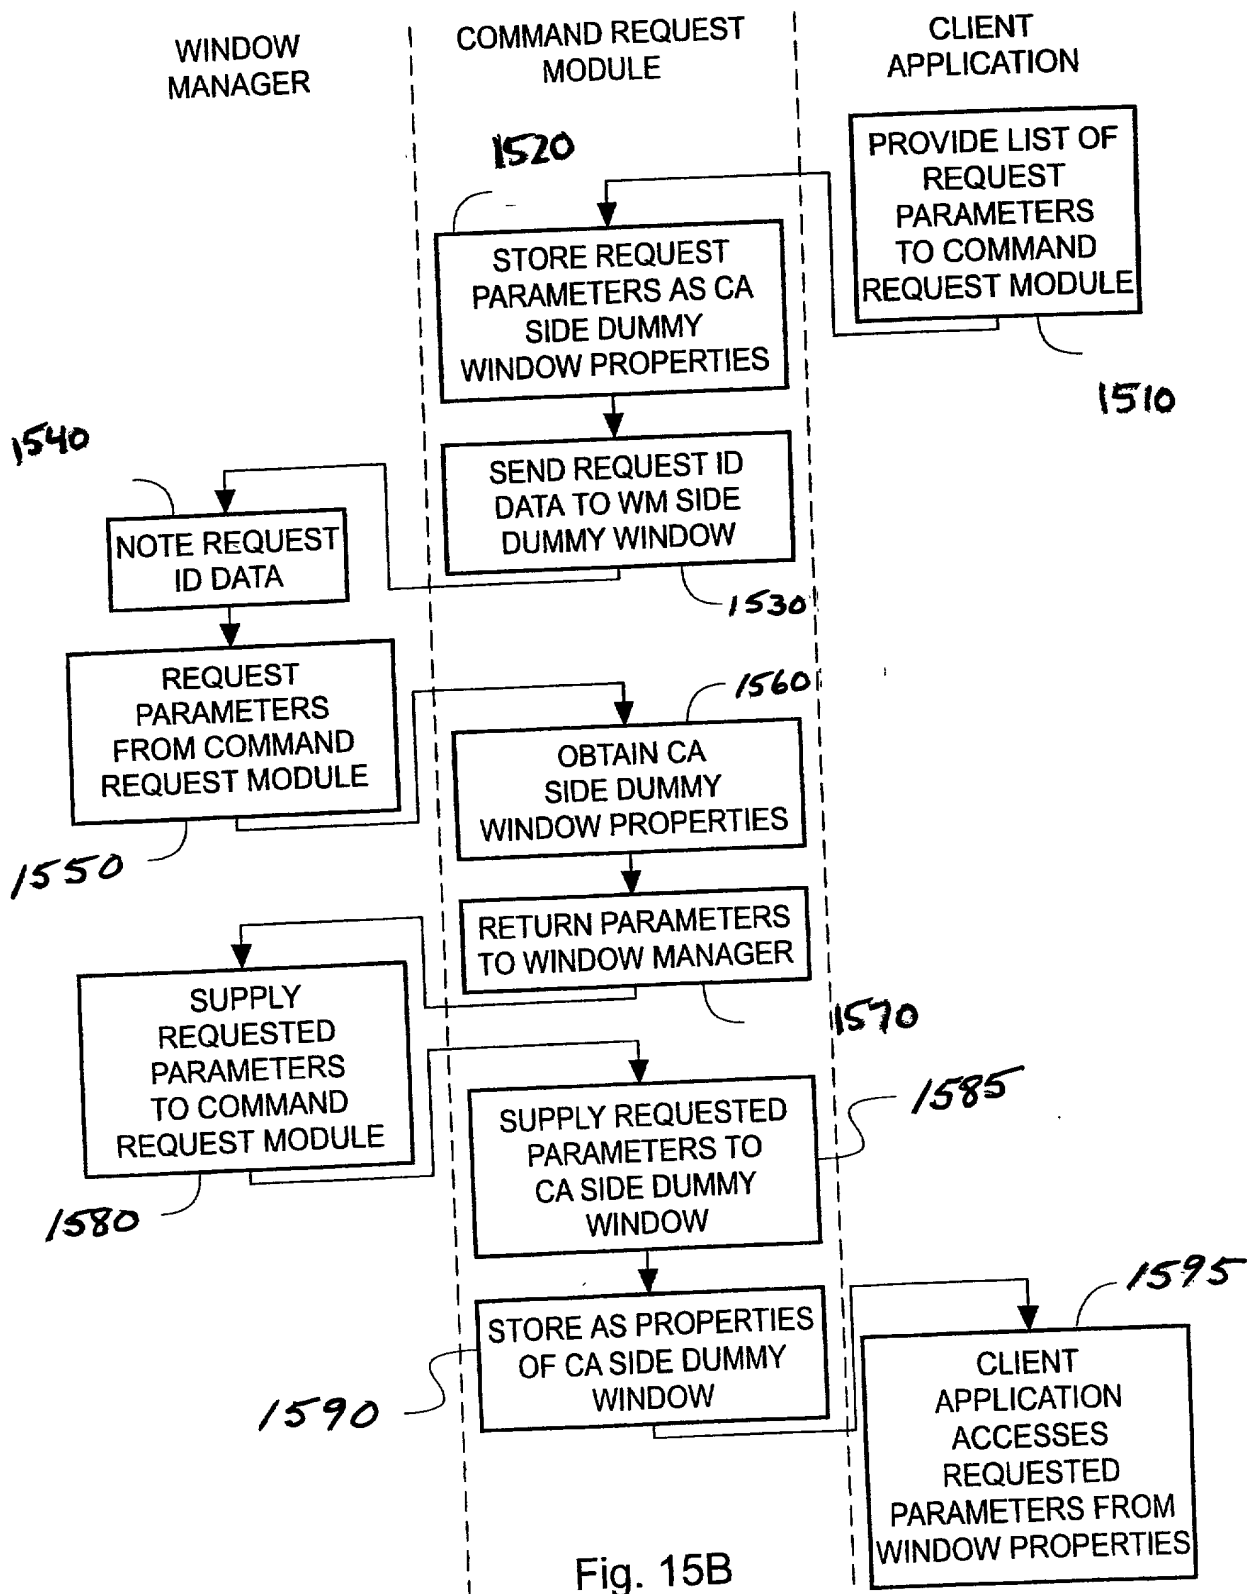 WINDOW
MANAGER
COMMAND REQUEST
MODULE
CLIENT
APPLICATION
PROVIDE LIST OF
REQUEST
PARAMETERS
TO COMMAND
REQUEST MODULE
1510
1520
STORE REQUEST
PARAMETERS AS CA
SIDE DUMMY
WINDOW PROPERTIES
SEND REQUEST ID
DATA TO WM SIDE
DUMMY WINDOW
1530
1540
NOTE REQUEST
ID DATA
REQUEST
PARAMETERS
FROM COMMAND
REQUEST MODULE
1550
1560
OBTAIN CA
SIDE DUMMY
WINDOW PROPERTIES
RETURN PARAMETERS
TO WINDOW MANAGER
1570
SUPPLY
REQUESTED
PARAMETERS
TO COMMAND
REQUEST MODULE
1580
SUPPLY REQUESTED
PARAMETERS TO
CA SIDE DUMMY
WINDOW
1585
STORE AS PROPERTIES
OF CA SIDE DUMMY
WINDOW
1590
1595
CLIENT
APPLICATION
ACCESSES
REQUESTED
PARAMETERS FROM
WINDOW PROPERTIES
Fig. 15B